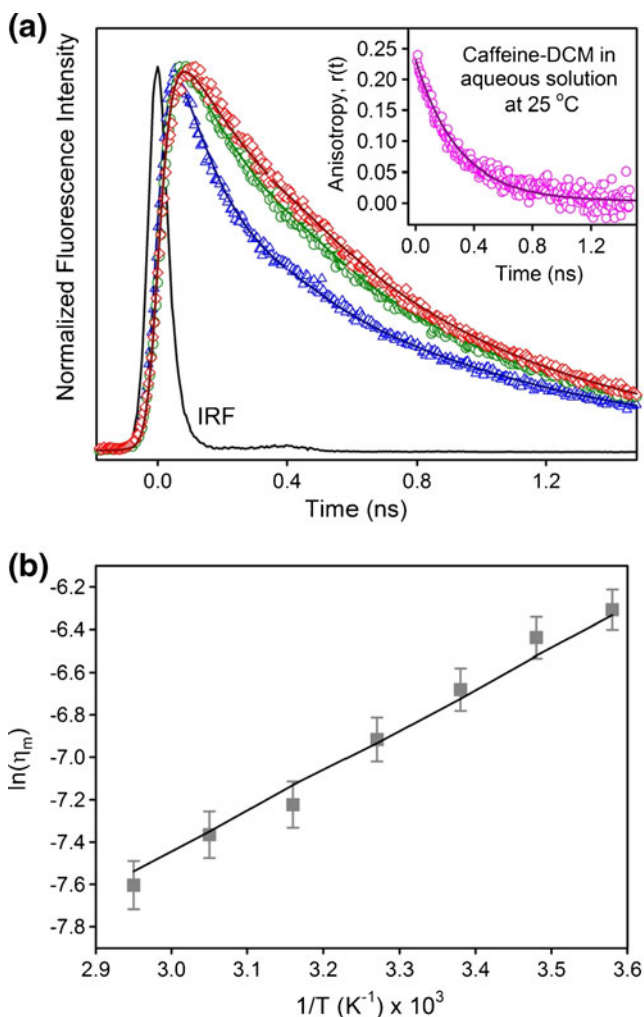 (a)
Normalized Fluorescence Intensity
IRF
0.0 0.4 0.8 1.2
Time (ns)
Caffeine-DCM in
aqueous solution
at 25 °C
Anisotropy, r(t)
0.25
0.20
0.15
0.10
0.05
0.00
0.0 0.4 0.8 1.2
Time (ns)
(b)
ln(ηm)
-6.2
-6.4
-6.6
-6.8
-7.0
-7.2
-7.4
-7.6
-7.8
2.9 3.0 3.1 3.2 3.3 3.4 3.5 3.6
1/T (K⁻¹) x 10³